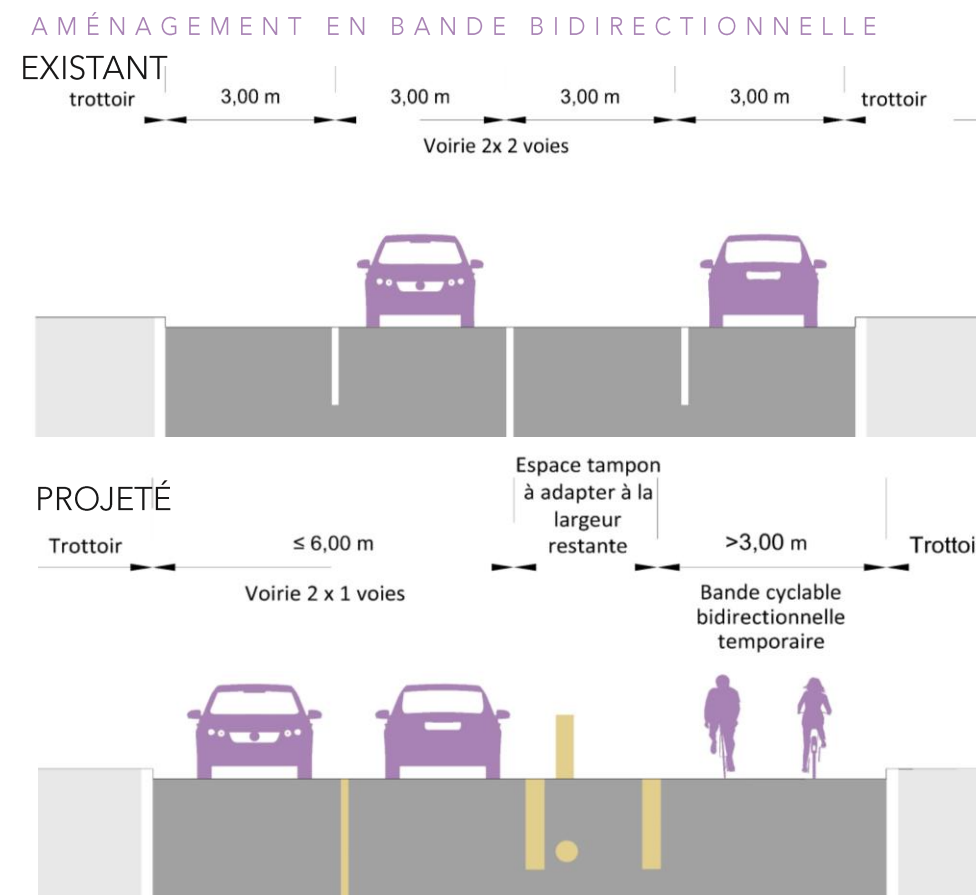 AMÉNAGEMENT EN BANDE BIDIRECTIONNELLE
EXISTANT
trottoir 3,00 m 3,00 m 3,00 m 3,00 m trottoir
Voirie 2x 2 voies
Espace tampon
à adapter à la
largeur
restante
PROJETÉ
Trottoir ≤ 6,00 m >3,00 m Trottoi
Voirie 2 x 1 voies
Bande cyclable
bidirectionnelle
temporaire